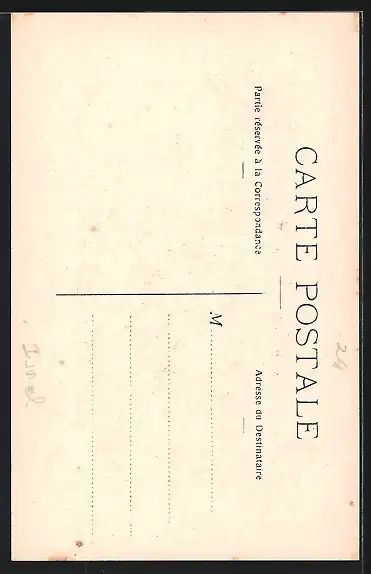 CARTE POSTALE
Partie réservée à la Correspondance
Adresse du Destinataire
M
24